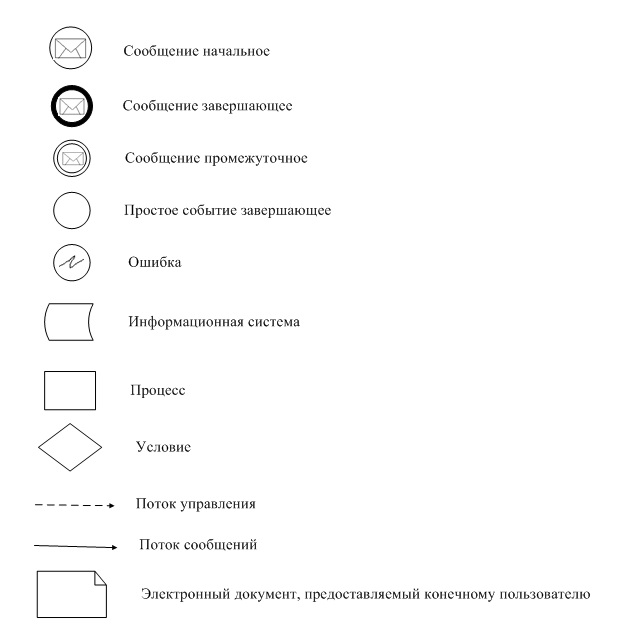 Сообщение начальное
Сообщение завершающее
Сообщение промежуточное
Простое событие завершающее
Ошибка
Информационная система
Процесс
Условие
Поток управления
Поток сообщений
Электронный документ, предоставляемый конечному пользователю